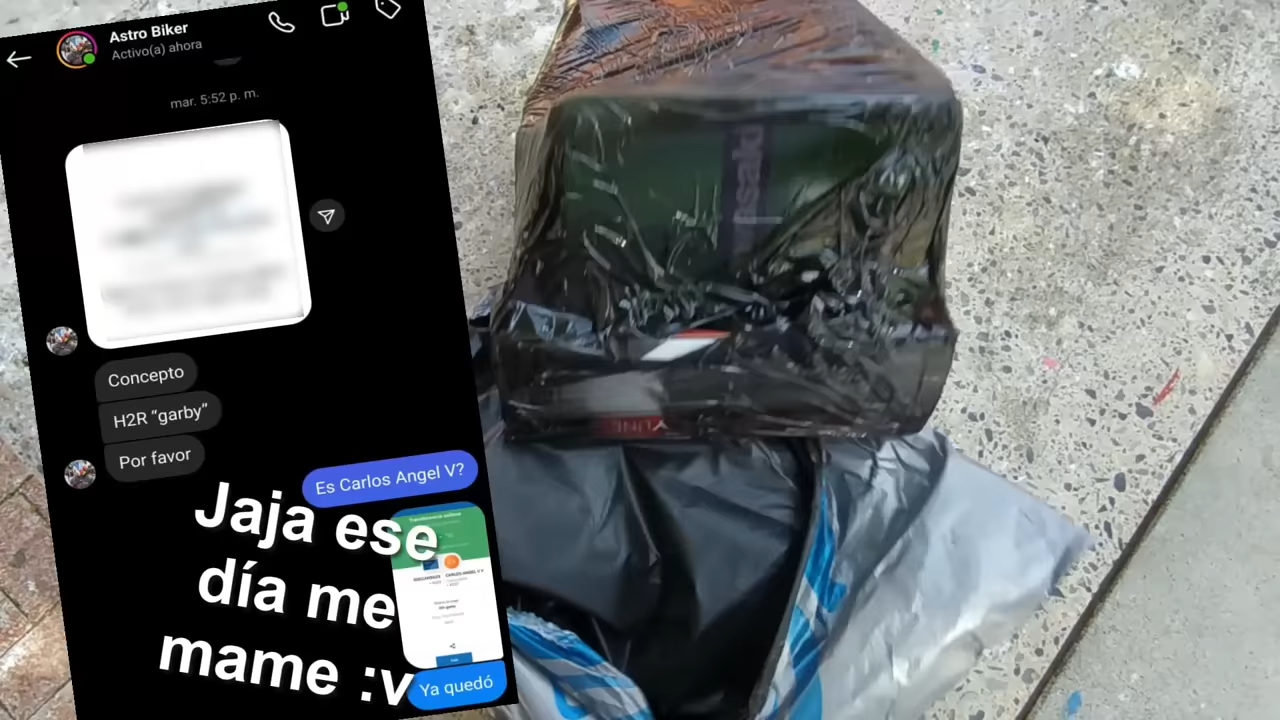 Astro Biker
Activo(a) ahora
mar. 5:52 p. m.
Concepto
H2R “garby”
Por favor
Es Carlos Angel V?
Jaja ese
día me
mame :v
Ya quedó